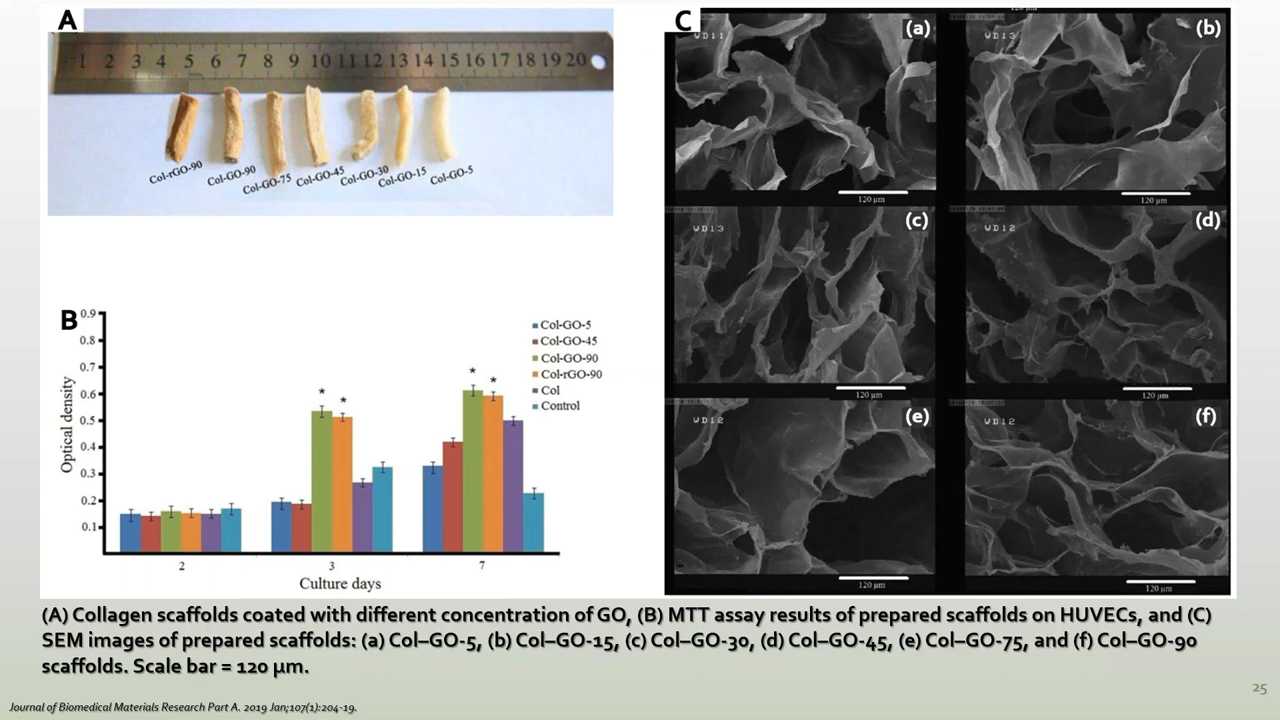 A
1 2 3 4 5 6 7 8 9 10 11 12 13 14 15 16 17 18 19 20
Col-rGO-90
Col-GO-90
Col-GO-75
Col-GO-45
Col-GO-30
Col-GO-15
Col-GO-5
B
Optical density
0.9
0.8
0.7
0.6
0.5
0.4
0.3
0.2
0.1
* *
* *
Col-GO-5
Col-GO-45
Col-GO-90
Col-rGO-90
Col
Control
2 3 7
Culture days
C
(a)
WD11
120 µm
(b)
WD13
120 µm
(c)
WD13
120 µm
(d)
WD12
120 µm
(e)
WD12
120 µm
(f)
WD12
120 µm
(A) Collagen scaffolds coated with different concentration of GO, (B) MTT assay results of prepared scaffolds on HUVECs, and (C)
SEM images of prepared scaffolds: (a) Col–GO-5, (b) Col–GO-15, (c) Col–GO-30, (d) Col–GO-45, (e) Col–GO-75, and (f) Col–GO-90
scaffolds. Scale bar = 120 µm.
25
Journal of Biomedical Materials Research Part A. 2019 Jan;107(1):204-19.